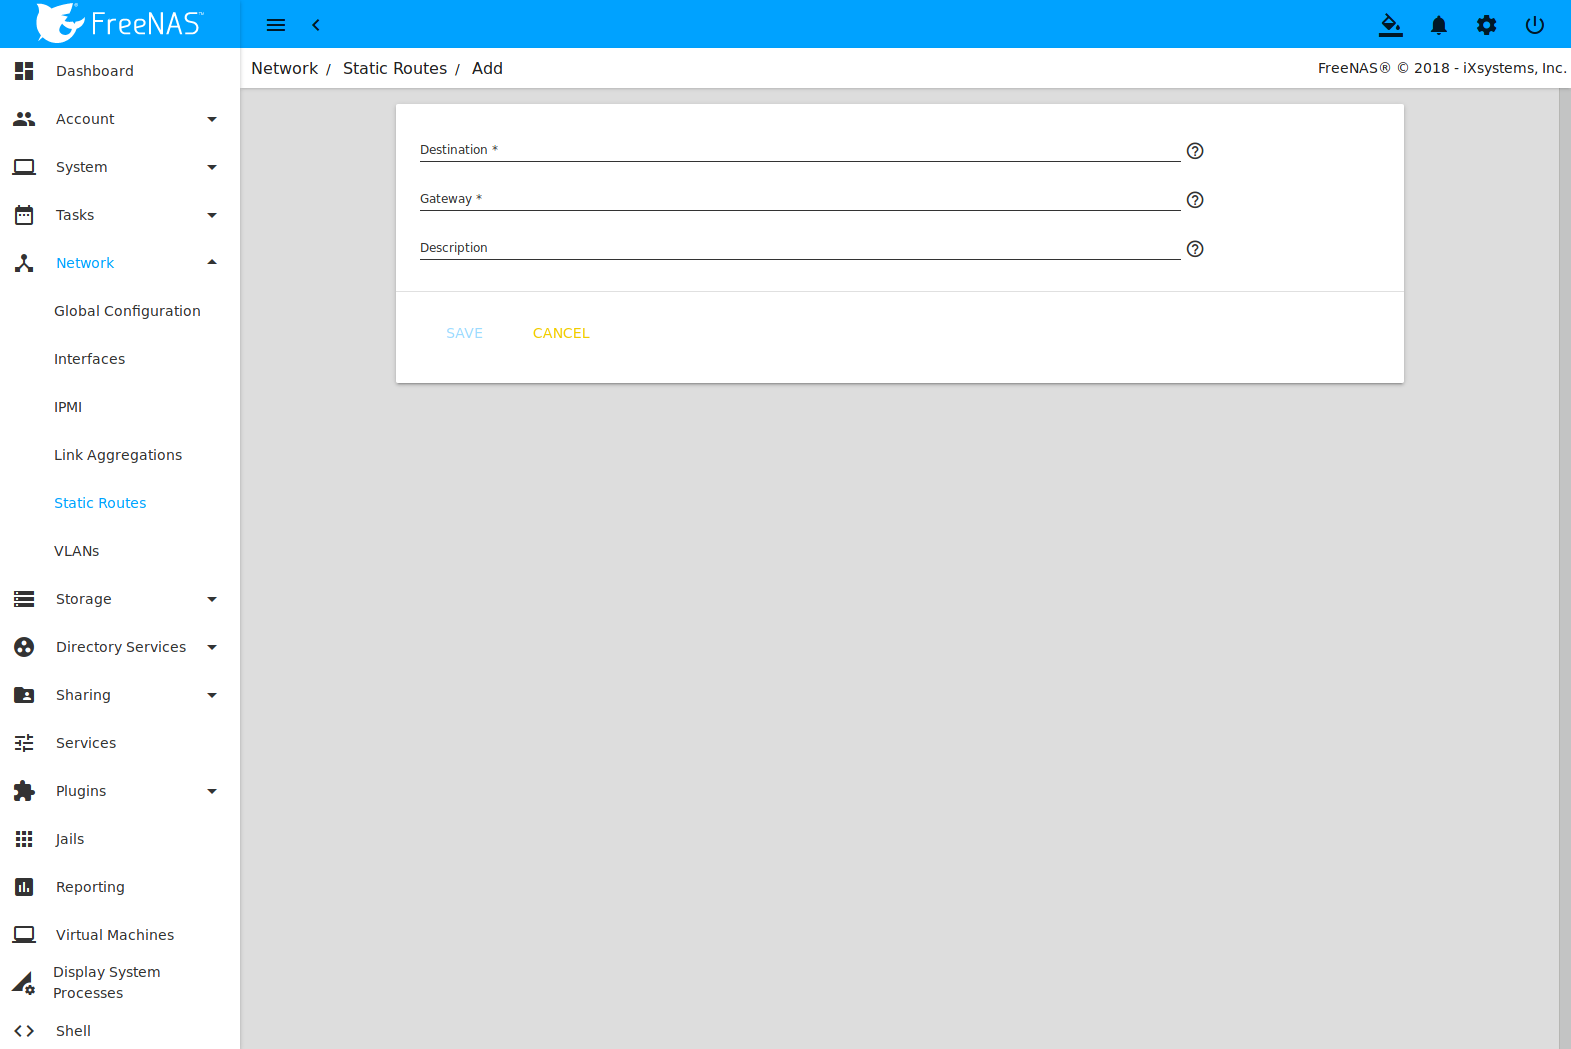 FreeNAS™
Network / Static Routes / Add
FreeNAS® © 2018 - iXsystems, Inc.
Dashboard
Account
System
Tasks
Network
Global Configuration
Interfaces
IPMI
Link Aggregations
Static Routes
VLANs
Storage
Directory Services
Sharing
Services
Plugins
Jails
Reporting
Virtual Machines
Display System
Processes
Shell
Destination *
Gateway *
Description
SAVE CANCEL